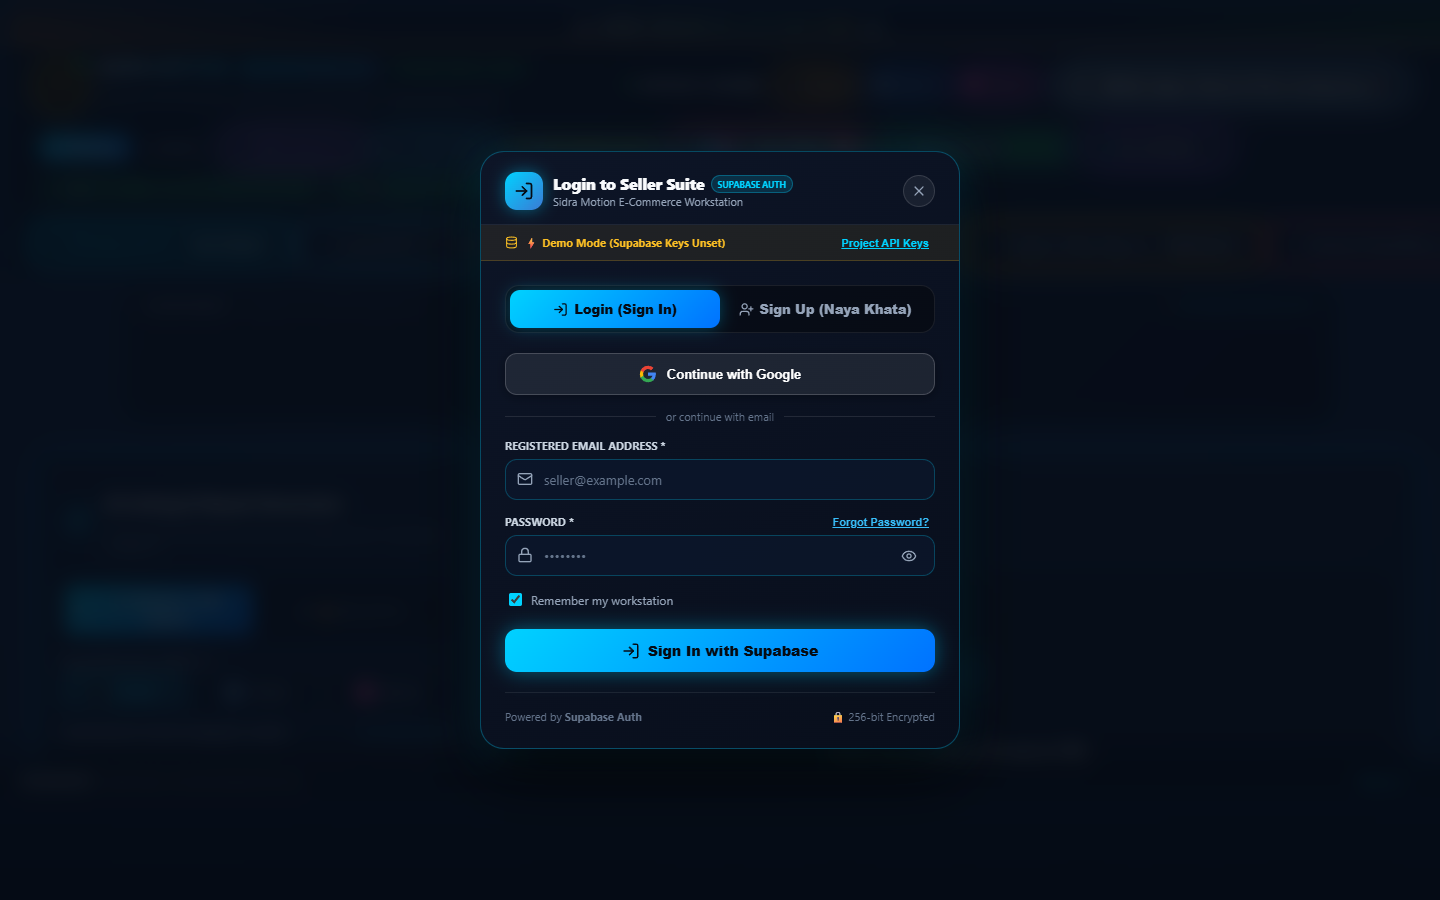 Login to Seller Suite SUPABASE AUTH
Sidra Motion E-Commerce Workstation
Demo Mode (Supabase Keys Unset) Project API Keys
Login (Sign In) Sign Up (Naya Khata)
Continue with Google
or continue with email
REGISTERED EMAIL ADDRESS *
seller@example.com
PASSWORD * Forgot Password?
••••••••
Remember my workstation
Sign In with Supabase
Powered by Supabase Auth 256-bit Encrypted